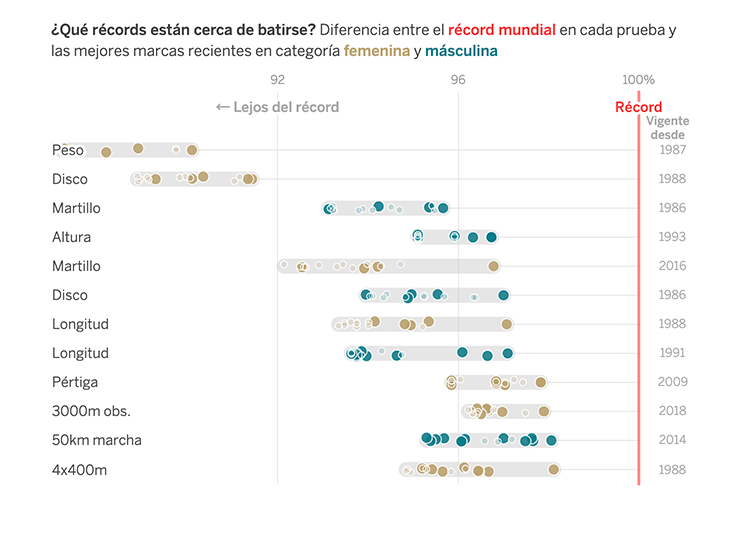 ¿Qué récords están cerca de batirse? Diferencia entre el récord mundial en cada prueba y
las mejores marcas recientes en categoría femenina y másculina
92 96 100%
← Lejos del récord Récord
Vigente
desde
Peso 1987
Disco 1988
Martillo 1986
Altura 1993
Martillo 2016
Disco 1986
Longitud 1988
Longitud 1991
Pértiga 2009
3000m obs. 2018
50km marcha 2014
4x400m 1988